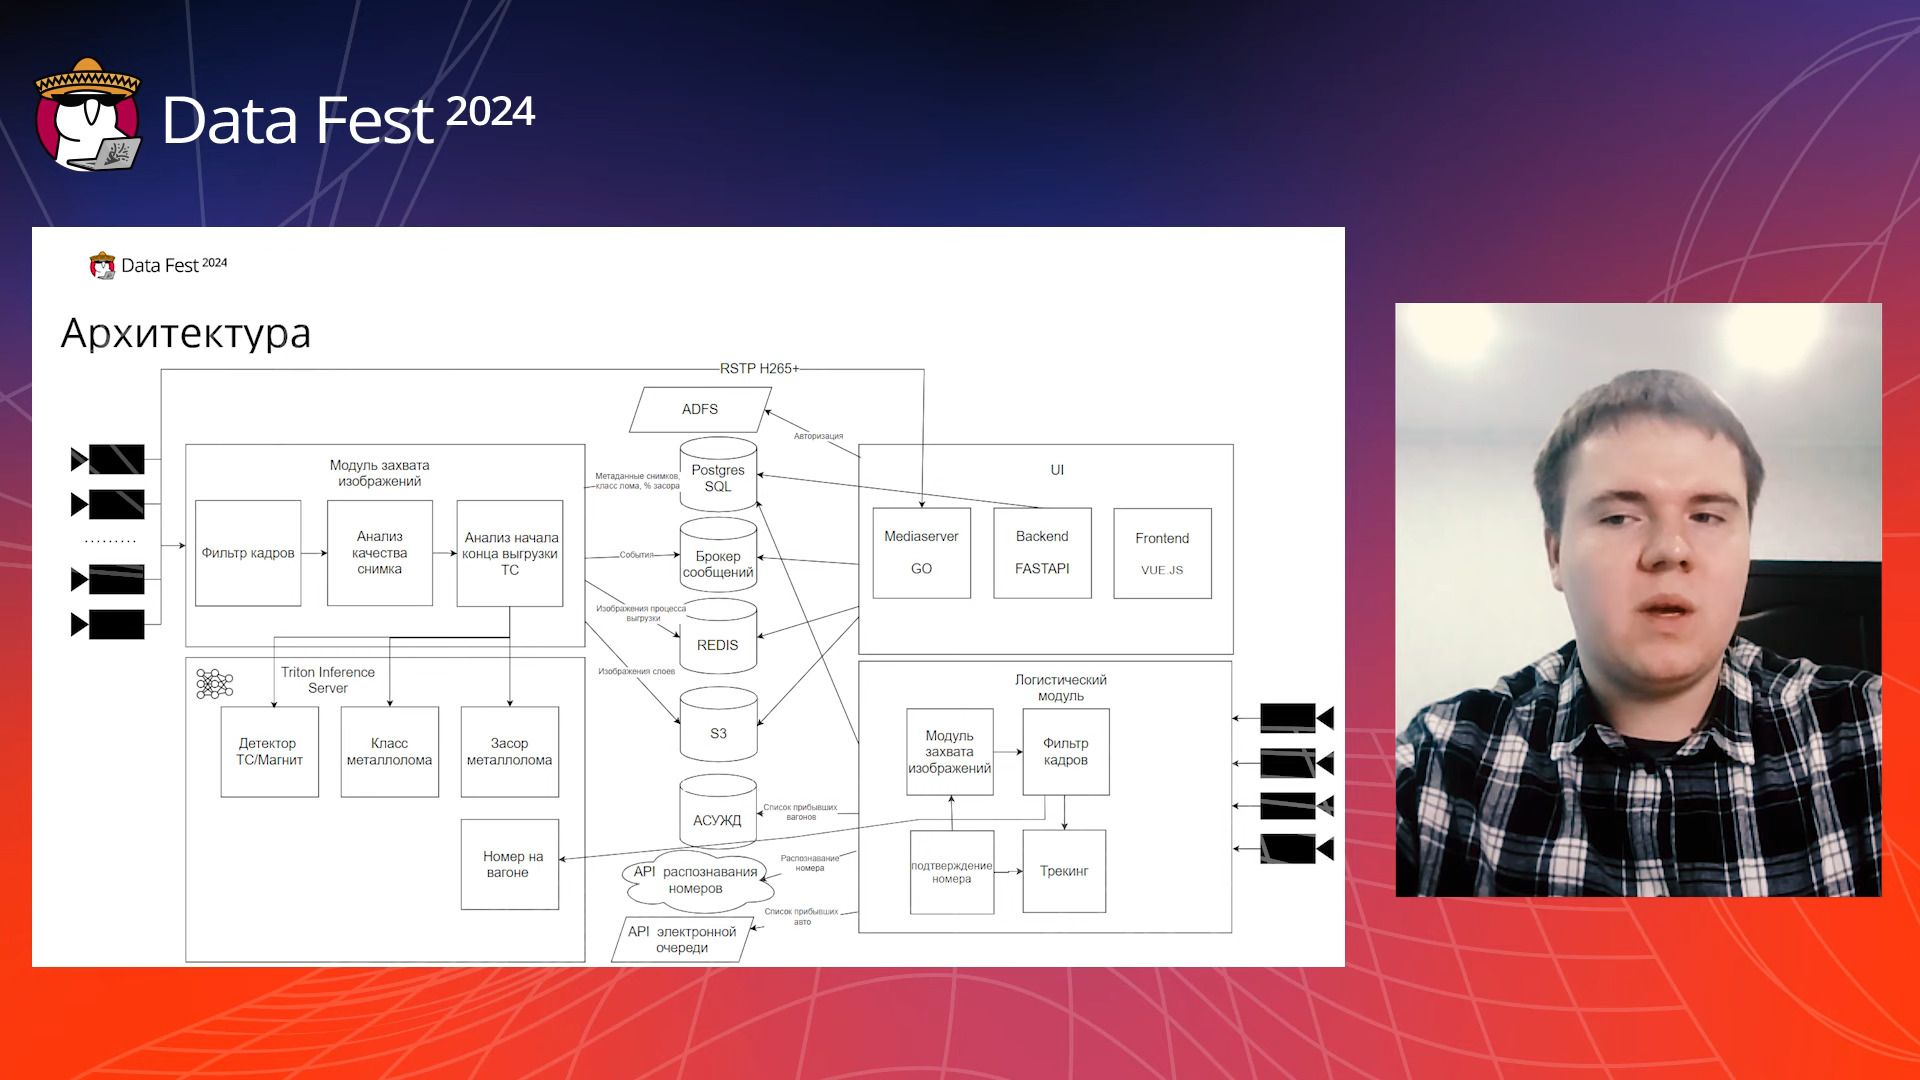 Data Fest 2024
Data Fest 2024
Архитектура
RSTP H265+
ADFS
Авторизация
Модуль захвата
изображений
Фильтр кадров
Анализ
качества
снимка
Анализ начала
конца выгрузки
ТС
Метаданные снимков,
класс лома, % засора
Postgres
SQL
События
Брокер
сообщений
Изображения процесса
выгрузки
REDIS
Изображения слоев
S3
UI
Mediaserver
GO
Backend
FASTAPI
Frontend
VUE.JS
Triton Inference
Server
Детектор
ТС/Магнит
Класс
металлолома
Засор
металлолома
Номер на
вагоне
АСУЖД
Список прибывших
вагонов
API распознавания
номеров
Распознавание
номера
API электронной
очереди
Список прибывших
авто
Логистический
модуль
Модуль
захвата
изображений
Фильтр
кадров
подтверждение
номера
Трекинг